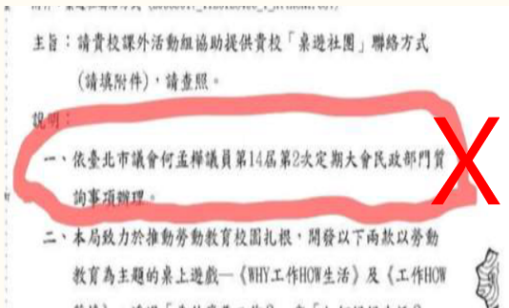 主旨：請貴校課外活動組協助提供貴校「桌遊社團」聯絡方式
(請填附件)，請查照。
說明：
一、依臺北市議會何孟樺議員第14屆第2次定期大會民政部門質
詢事項辦理。
X
二、本局致力於推動勞動教育校園扎根，開發以下兩款以勞動
教育為主題的桌上遊戲—《WHY工作HOW生活》及《工作HOW